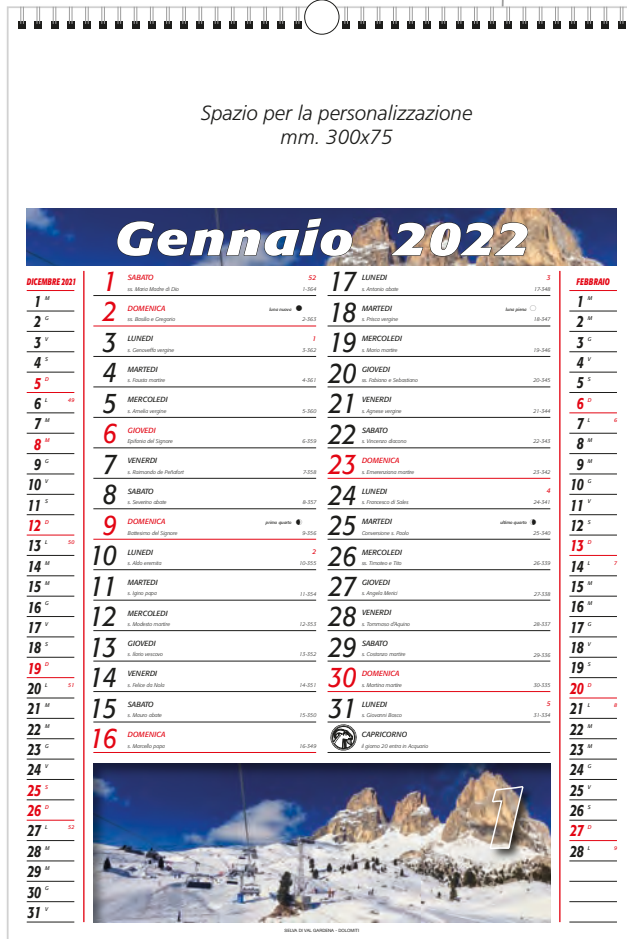 Spazio per la personalizzazione
mm. 300x75
Gennaio 2022
DICEMBRE 2021
1 M
2 G
3 V
4 S
5 D
6 L 49
7 M
8 M
9 G
10 V
11 S
12 D
13 L 50
14 M
15 M
16 G
17 V
18 S
19 D
20 L 51
21 M
22 M
23 G
24 V
25 S
26 D
27 L 52
28 M
29 M
30 G
31 V
1 SABATO 52
ss. Maria Madre di Dio 1-364
2 DOMENICA luna nuova
ss. Basilio e Gregorio 2-363
3 LUNEDI 1
s. Genoveffa vergine 3-362
4 MARTEDI
s. Fausto martire 4-361
5 MERCOLEDI
s. Amelia vergine 5-360
6 GIOVEDI
Epifania del Signore 6-359
7 VENERDI
s. Raimondo de Peñafort 7-358
8 SABATO
s. Severino abate 8-357
9 DOMENICA primo quarto
Battesimo del Signore 9-356
10 LUNEDI 2
s. Aldo eremita 10-355
11 MARTEDI
s. Igino papa 11-354
12 MERCOLEDI
s. Modesto martire 12-353
13 GIOVEDI
s. Ilario vescovo 13-352
14 VENERDI
s. Felice da Nola 14-351
15 SABATO
s. Mauro abate 15-350
16 DOMENICA
s. Marcello papa 16-349
17 LUNEDI 3
s. Antonio abate 17-348
18 MARTEDI luna piena
s. Prisca vergine 18-347
19 MERCOLEDI
s. Mario martire 19-346
20 GIOVEDI
ss. Fabiano e Sebastiano 20-345
21 VENERDI
s. Agnese vergine 21-344
22 SABATO
s. Vincenzo diacono 22-343
23 DOMENICA
s. Emerenziana martire 23-342
24 LUNEDI 4
s. Francesco di Sales 24-341
25 MARTEDI ultimo quarto
Conversione s. Paolo 25-340
26 MERCOLEDI
ss. Timoteo e Tito 26-339
27 GIOVEDI
s. Angela Merici 27-338
28 VENERDI
s. Tommaso d'Aquino 28-337
29 SABATO
s. Costanzo martire 29-336
30 DOMENICA
s. Martina martire 30-335
31 LUNEDI 5
s. Giovanni Bosco 31-334
CAPRICORNO
il giorno 20 entra in Acquario
FEBBRAIO
1 M
2 M
3 G
4 V
5 S
6 D
7 L 6
8 M
9 M
10 G
11 V
12 S
13 D
14 L 7
15 M
16 M
17 G
18 V
19 S
20 D
21 L 8
22 M
23 M
24 G
25 V
26 S
27 D
28 L 9
1
SELVA DI VAL GARDENA - DOLOMITI